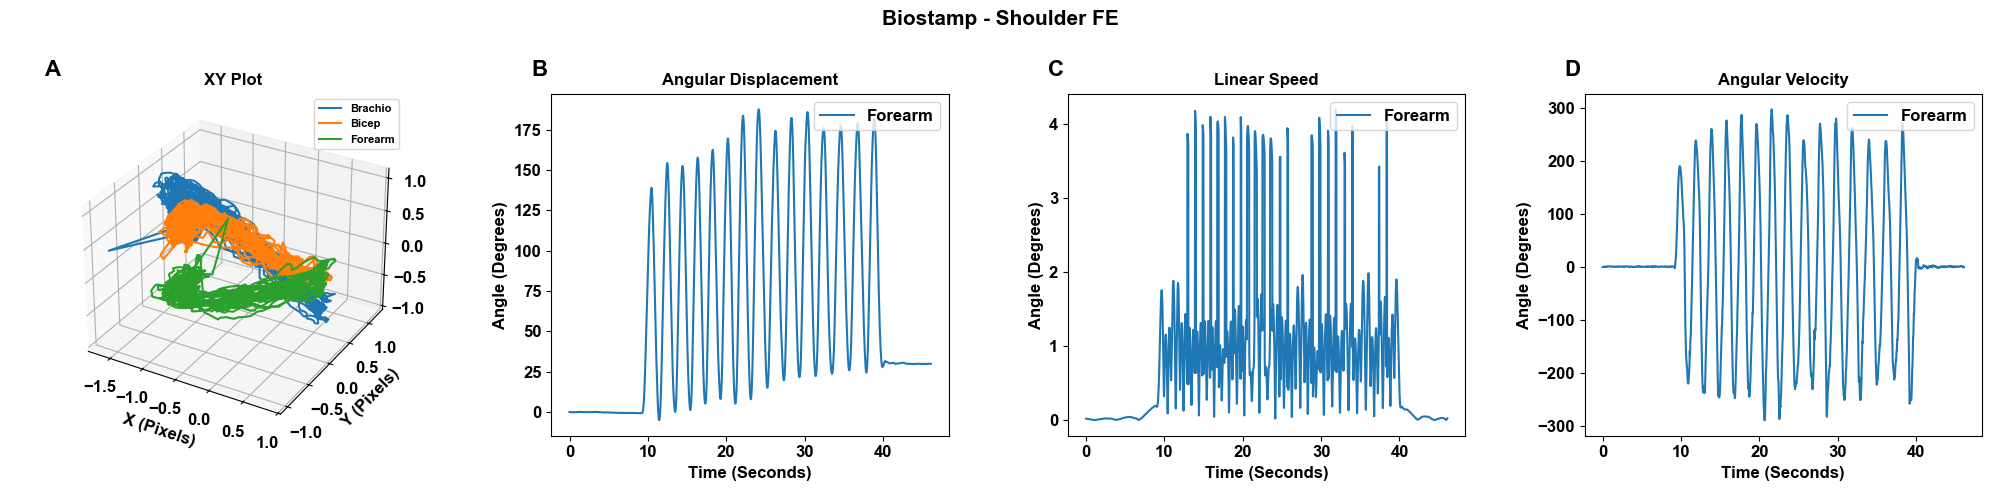 Biostamp - Shoulder FE
A
XY Plot
Brachio
Bicep
Forearm
1.0
0.5
0.0
−0.5
−1.0
−1.5
−1.0
−0.5
0.0
0.5
1.0
X (Pixels)
−1.0
−0.5
0.0
0.5
1.0
Y (Pixels)
B
Angular Displacement
Forearm
175
150
125
100
75
50
25
0
Angle (Degrees)
0 10 20 30 40
Time (Seconds)
C
Linear Speed
Forearm
4
3
2
1
0
Angle (Degrees)
0 10 20 30 40
Time (Seconds)
D
Angular Velocity
Forearm
300
200
100
0
−100
−200
−300
Angle (Degrees)
0 10 20 30 40
Time (Seconds)